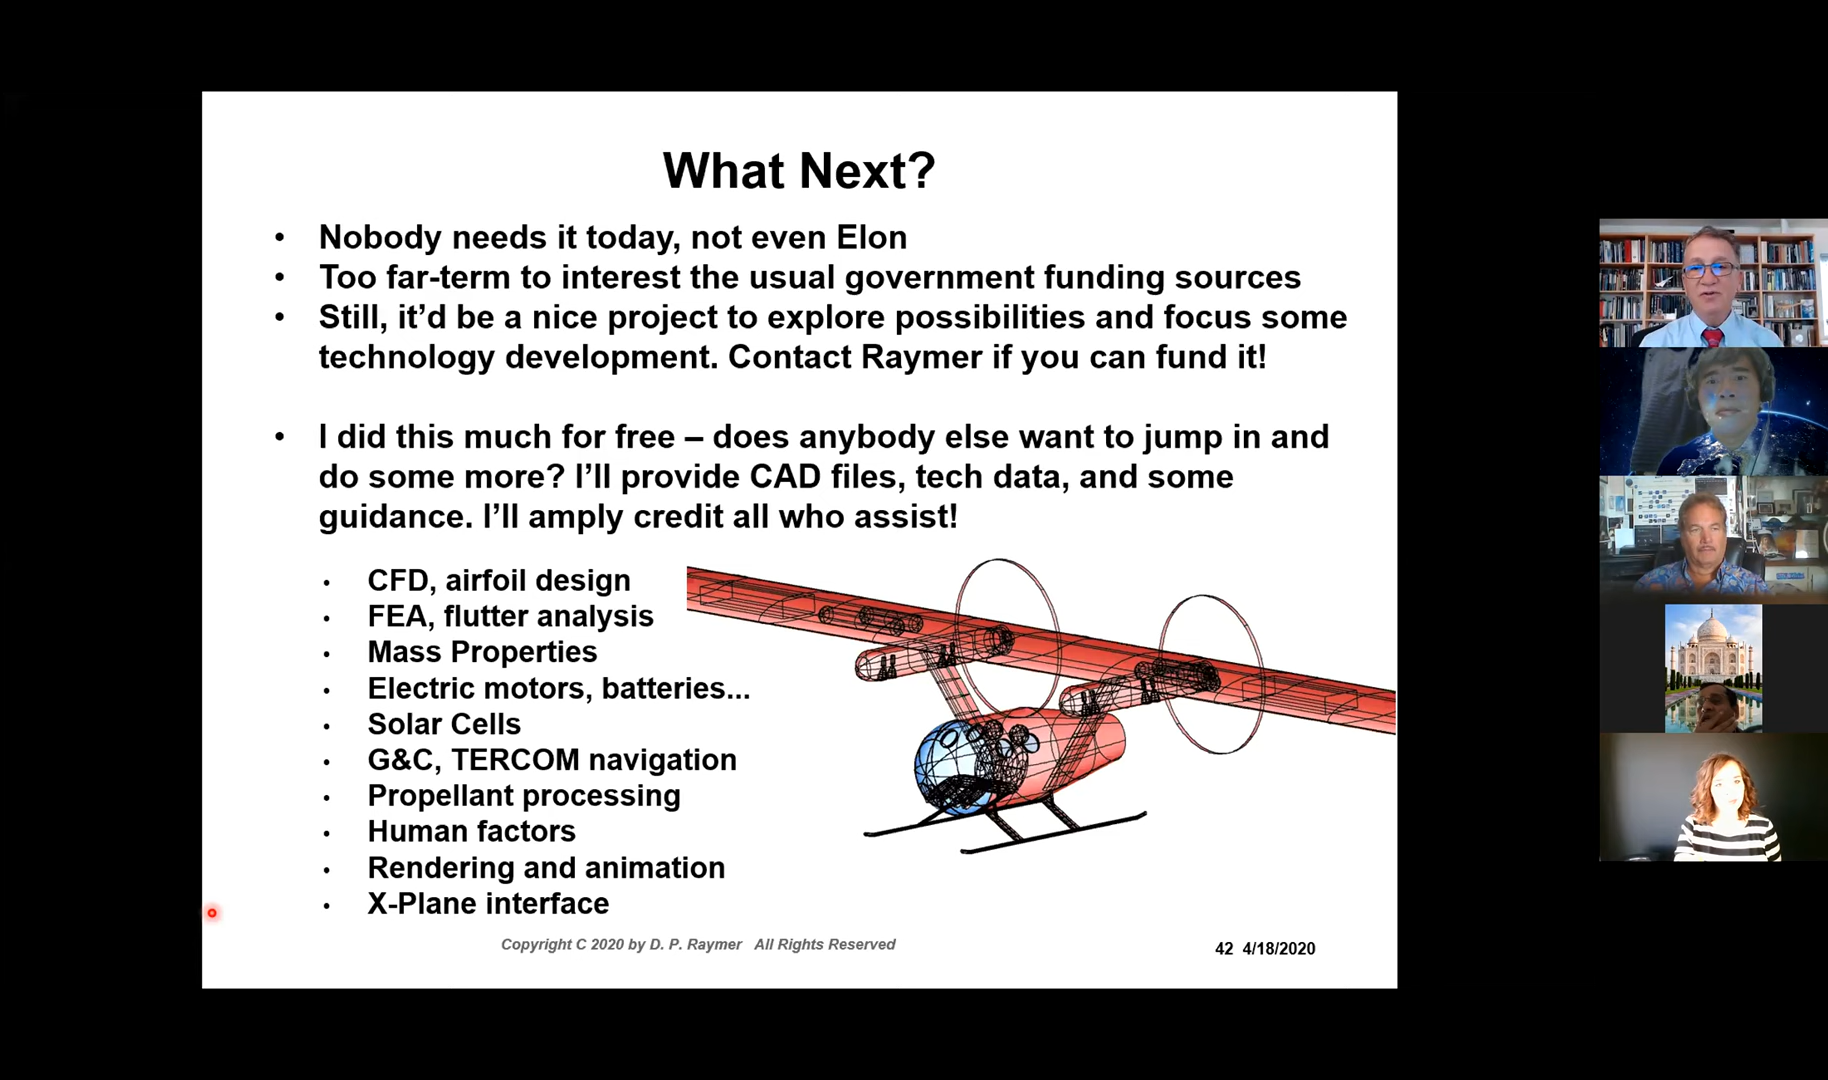 What Next?
• Nobody needs it today, not even Elon
• Too far-term to interest the usual government funding sources
• Still, it’d be a nice project to explore possibilities and focus some
technology development. Contact Raymer if you can fund it!
• I did this much for free – does anybody else want to jump in and
do some more? I’ll provide CAD files, tech data, and some
guidance. I’ll amply credit all who assist!
• CFD, airfoil design
• FEA, flutter analysis
• Mass Properties
• Electric motors, batteries...
• Solar Cells
• G&C, TERCOM navigation
• Propellant processing
• Human factors
• Rendering and animation
• X-Plane interface
Copyright C 2020 by D. P. Raymer All Rights Reserved
42 4/18/2020